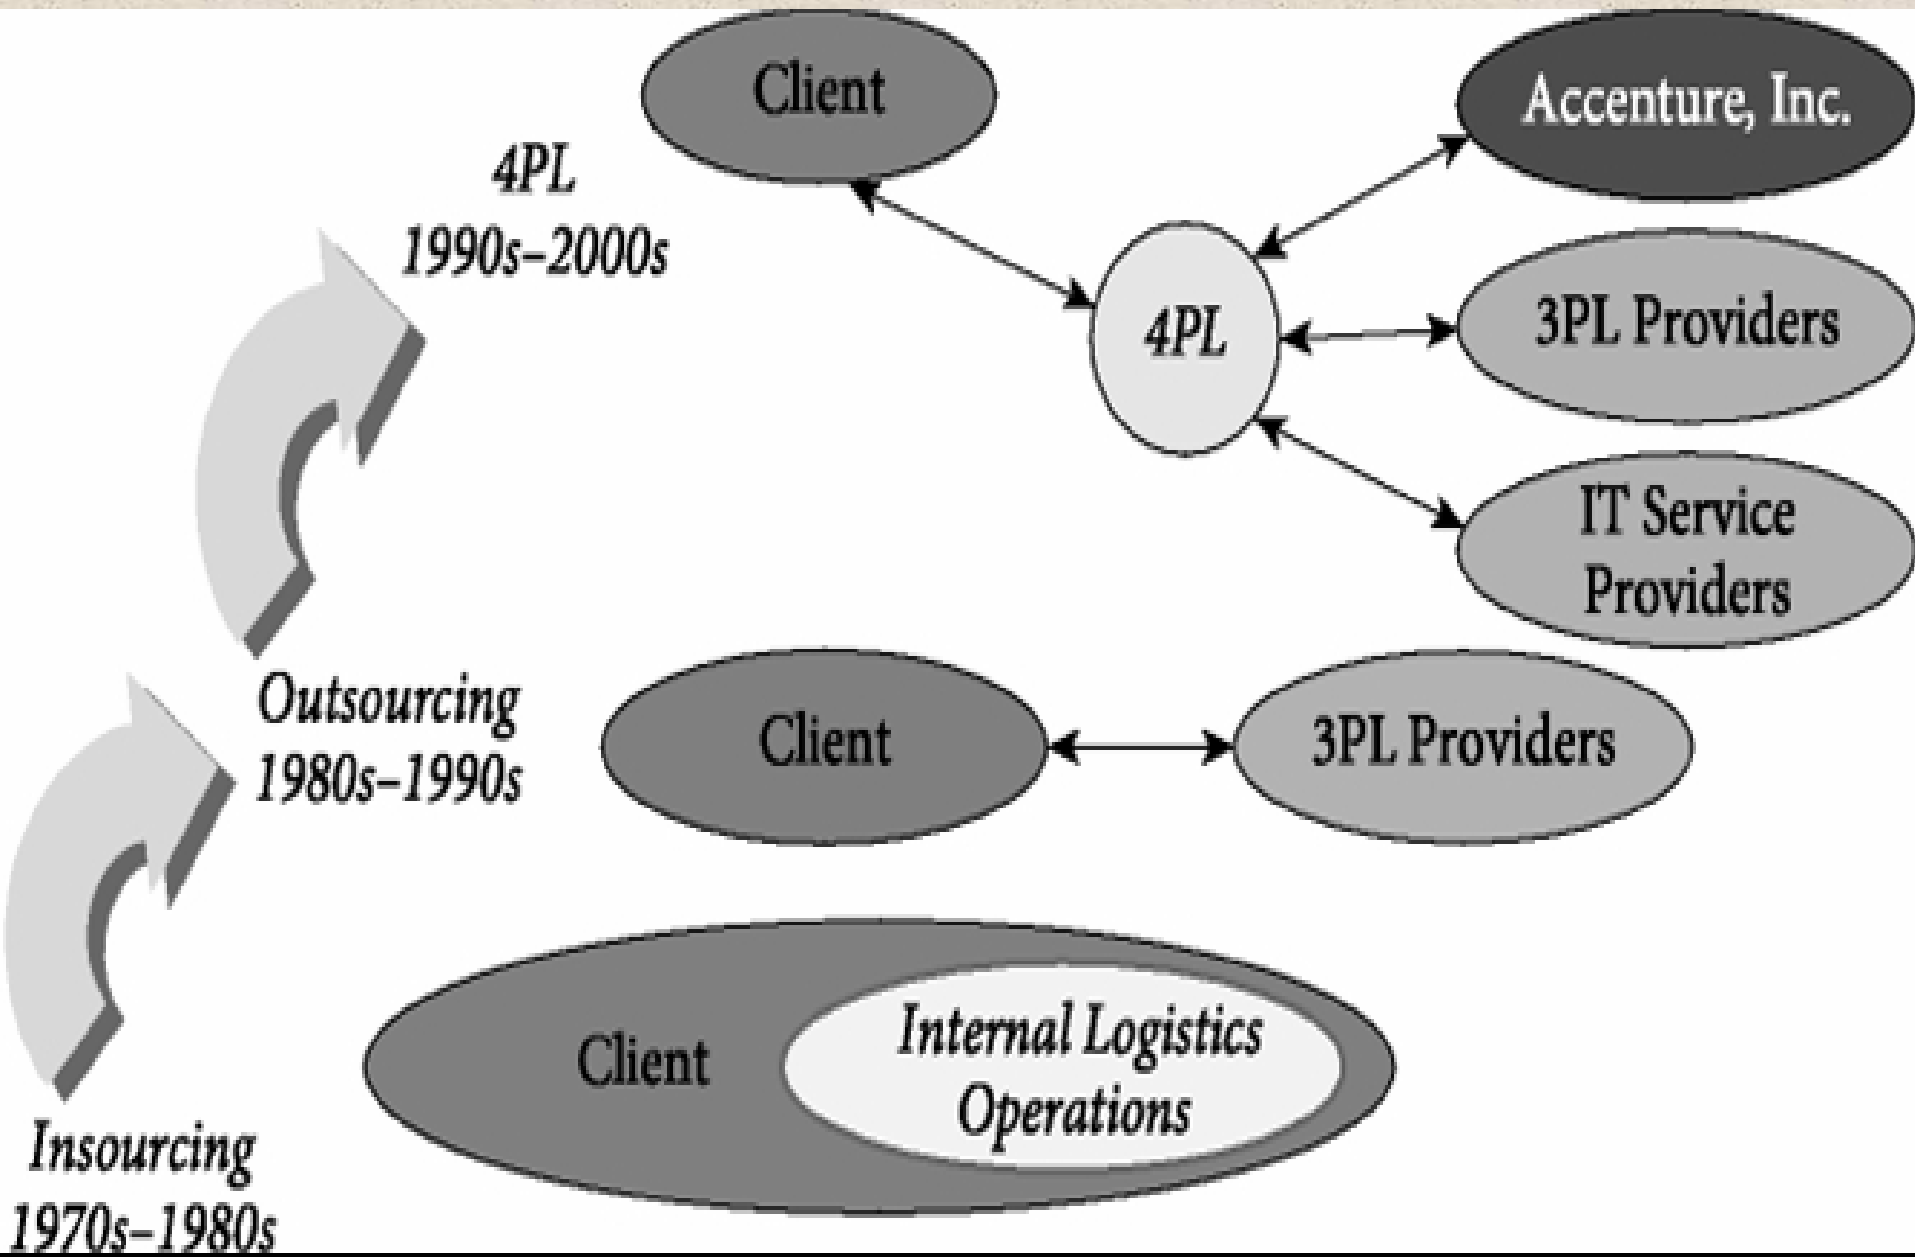 Client
Accenture, Inc.
4PL
1990s–2000s
4PL
3PL Providers
IT Service
Providers
Outsourcing
1980s–1990s
Client
3PL Providers
Client
Internal Logistics
Operations
Insourcing
1970s–1980s